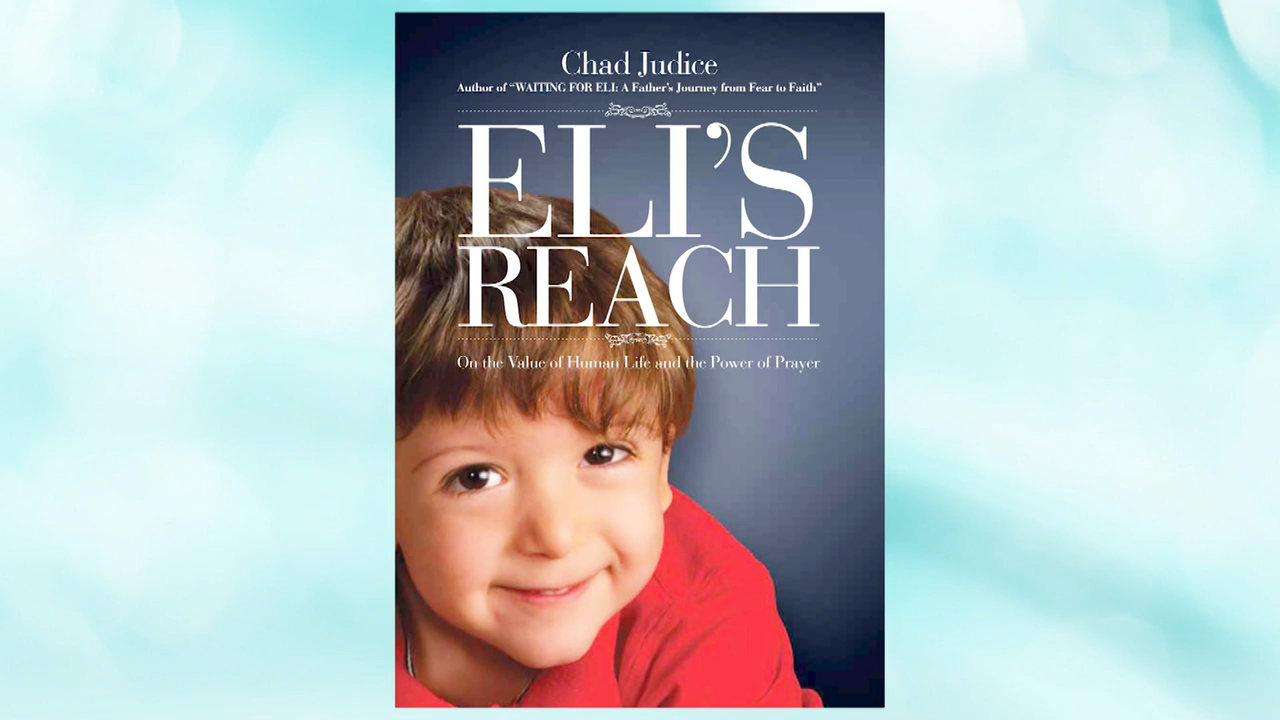 Chad Judice
Author of “WAITING FOR ELI: A Father’s Journey from Fear to Faith”
ELI’S
REACH
On the Value of Human Life and the Power of Prayer